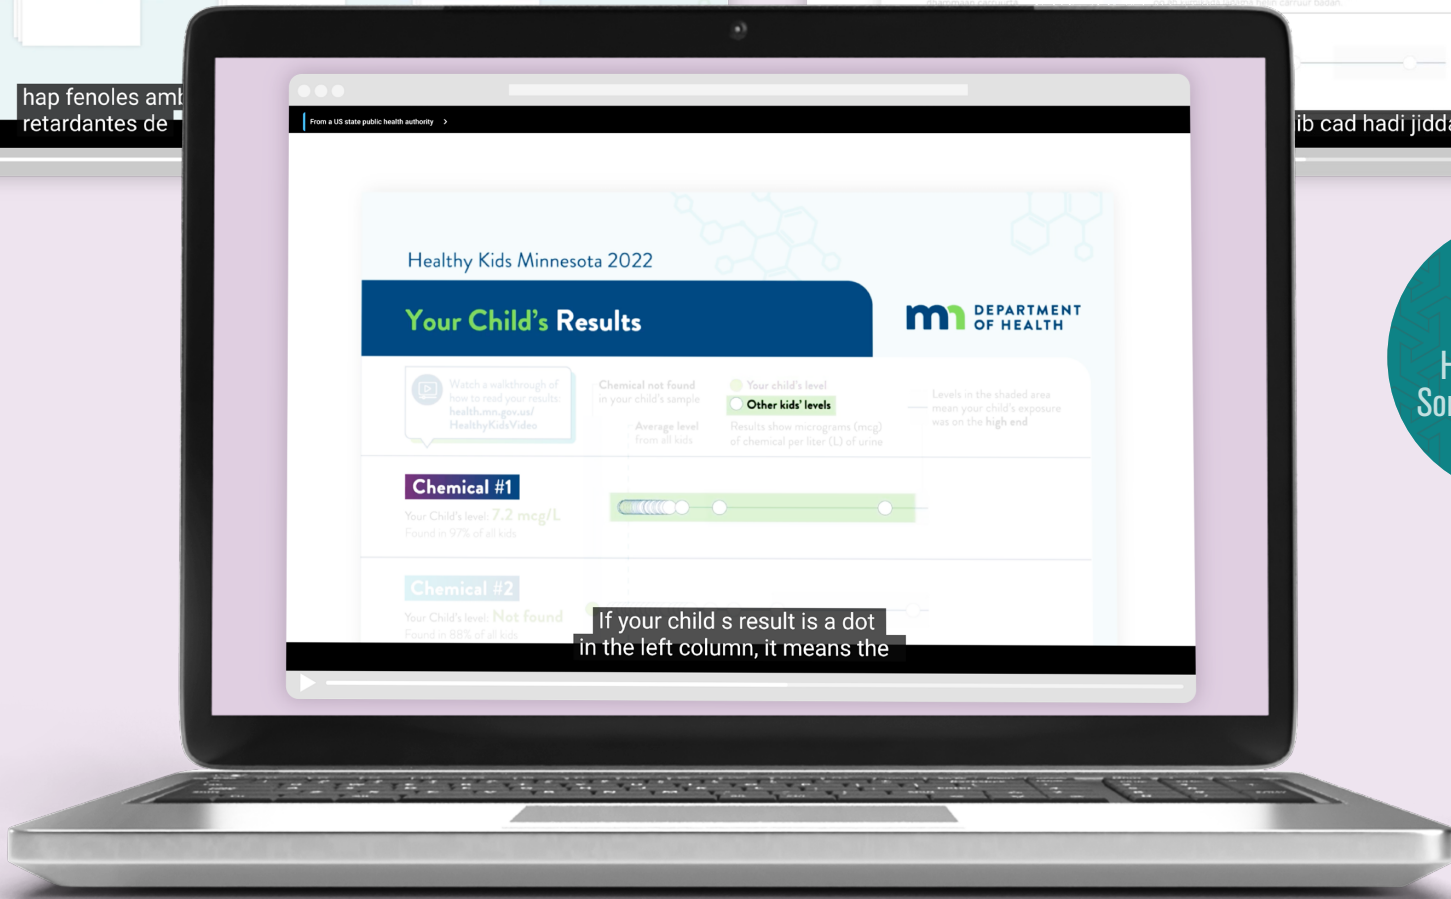 hap fenoles amb
retardantes de
From a US state public health authority >
Healthy Kids Minnesota 2022
Your Child's Results
mn DEPARTMENT
OF HEALTH
Watch a walkthrough of
how to read your results:
health.mn.gov.us/
HealthyKidsVideo
Chemical not found
in your child's sample
Average level
from all kids
Your child's level
Other kids' levels
Results show micrograms (mcg)
of chemical per liter (L) of urine
Levels in the shaded area
mean your child's exposure
was on the high end
Chemical #1
Your Child's level: 7.2 mcg/L
Found in 97% of all kids
Chemical #2
Your Child's level: Not found
Found in 88% of all kids
If your child s result is a dot
in the left column, it means the
ib cad hadi jidda
H
Som